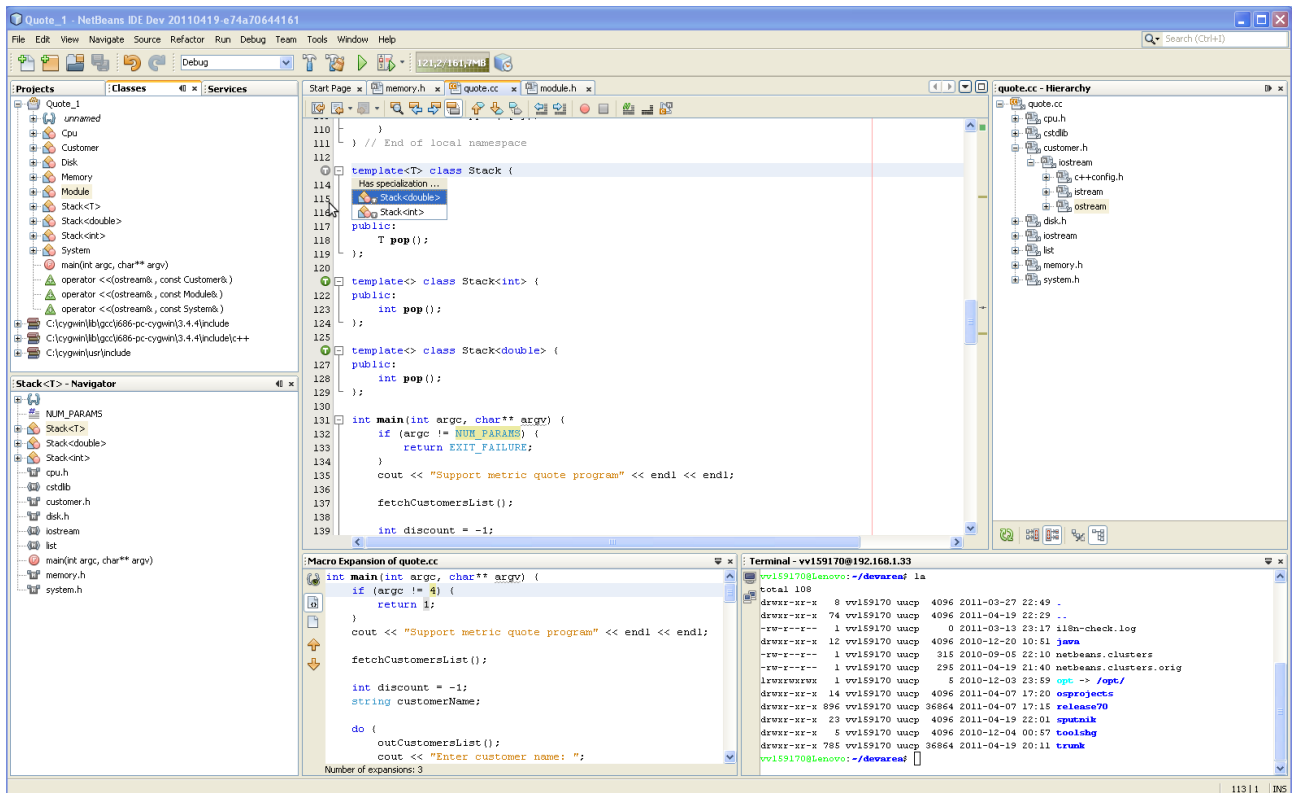 Quote_1 - NetBeans IDE Dev 20110419-e74a70644161
File Edit View Navigate Source Refactor Run Debug Team Tools Window Help
Search (Ctrl+I)
Debug
121,2/161,7MB
Projects
Classes
Services
Quote_1
unnamed
Cpu
Customer
Disk
Memory
Module
Stack<T>
Stack<double>
Stack<int>
System
main(int argc, char** argv)
operator <<(ostream& , const Customer& )
operator <<(ostream& , const Module& )
operator <<(ostream& , const System& )
C:\cygwin\lib\gcc\i686-pc-cygwin\3.4.4\include
C:\cygwin\lib\gcc\i686-pc-cygwin\3.4.4\include\c++
C:\cygwin\usr\include
Stack<T> - Navigator
NUM_PARAMS
Stack<T>
Stack<double>
Stack<int>
cpu.h
cstdlib
customer.h
disk.h
iostream
list
main(int argc, char** argv)
memory.h
system.h
Start Page memory.h quote.cc module.h
110 }
111 } // End of local namespace
112
template<T> class Stack {
114 Has specialization ...
115 Stack<double>
116 Stack<int>
117 public:
118 T pop();
119 };
120
template<> class Stack<int> {
122 public:
123 int pop();
124 };
125
template<> class Stack<double> {
127 public:
128 int pop();
129 };
130
131 int main(int argc, char** argv) {
132 if (argc != NUM_PARAMS) {
133 return EXIT_FAILURE;
134 }
135 cout << "Support metric quote program" << endl << endl;
136
137 fetchCustomersList();
138
139 int discount = -1;
quote.cc - Hierarchy
quote.cc
cpu.h
cstdlib
customer.h
iostream
c++config.h
istream
ostream
disk.h
iostream
list
memory.h
system.h
Macro Expansion of quote.cc
int main(int argc, char** argv) {
if (argc != 4) {
return 1;
}
cout << "Support metric quote program" << endl << endl;
fetchCustomersList();
int discount = -1;
string customerName;
do {
outCustomersList();
cout << "Enter customer name: ";
Number of expansions: 3
Terminal - vv159170@192.168.1.33
vv159170@Lenovo:~/devarea$ la
total 108
drwxr-xr-x 8 vv159170 uucp 4096 2011-03-27 22:49 .
drwxr-xr-x 74 vv159170 uucp 4096 2011-04-19 22:29 ..
-rw-r--r-- 1 vv159170 uucp 0 2011-03-13 23:17 il8n-check.log
drwxr-xr-x 12 vv159170 uucp 4096 2010-12-20 10:51 java
-rw-r--r-- 1 vv159170 uucp 315 2010-09-05 22:10 netbeans.clusters
-rw-r--r-- 1 vv159170 uucp 295 2011-04-19 21:40 netbeans.clusters.orig
lrwxrwxrwx 1 vv159170 uucp 5 2010-12-03 23:59 opt -> /opt/
drwxr-xr-x 14 vv159170 uucp 4096 2011-04-07 17:20 osprojects
drwxr-xr-x 896 vv159170 uucp 36864 2011-04-07 17:15 release70
drwxr-xr-x 23 vv159170 uucp 4096 2011-04-19 22:01 sputnik
drwxr-xr-x 5 vv159170 uucp 4096 2010-12-04 00:57 toolshg
drwxr-xr-x 785 vv159170 uucp 36864 2011-04-19 20:11 trunk
vv159170@Lenovo:~/devarea$
113 | 1 INS